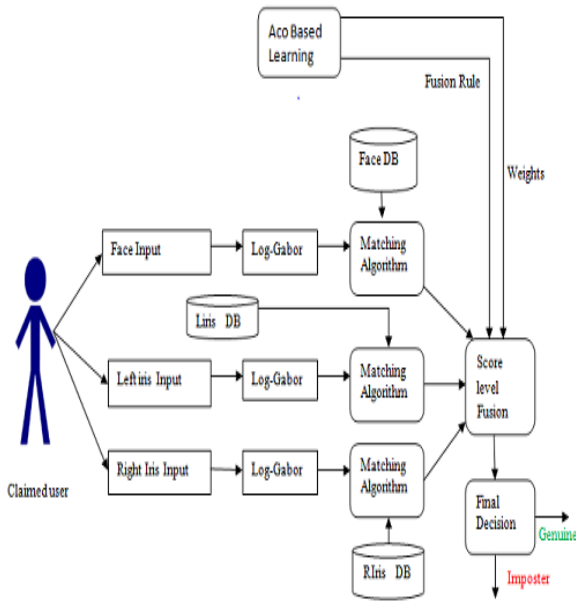 Aco Based
Learning
Fusion Rule
Weights
Face DB
Face Input
Log-Gabor
Matching
Algorithm
Liris DB
Left iris Input
Log-Gabor
Matching
Algorithm
Score
level
Fusion
Right Iris Input
Log-Gabor
Matching
Algorithm
Claimed user
RIris DB
Final
Decision
Genuine
Imposter